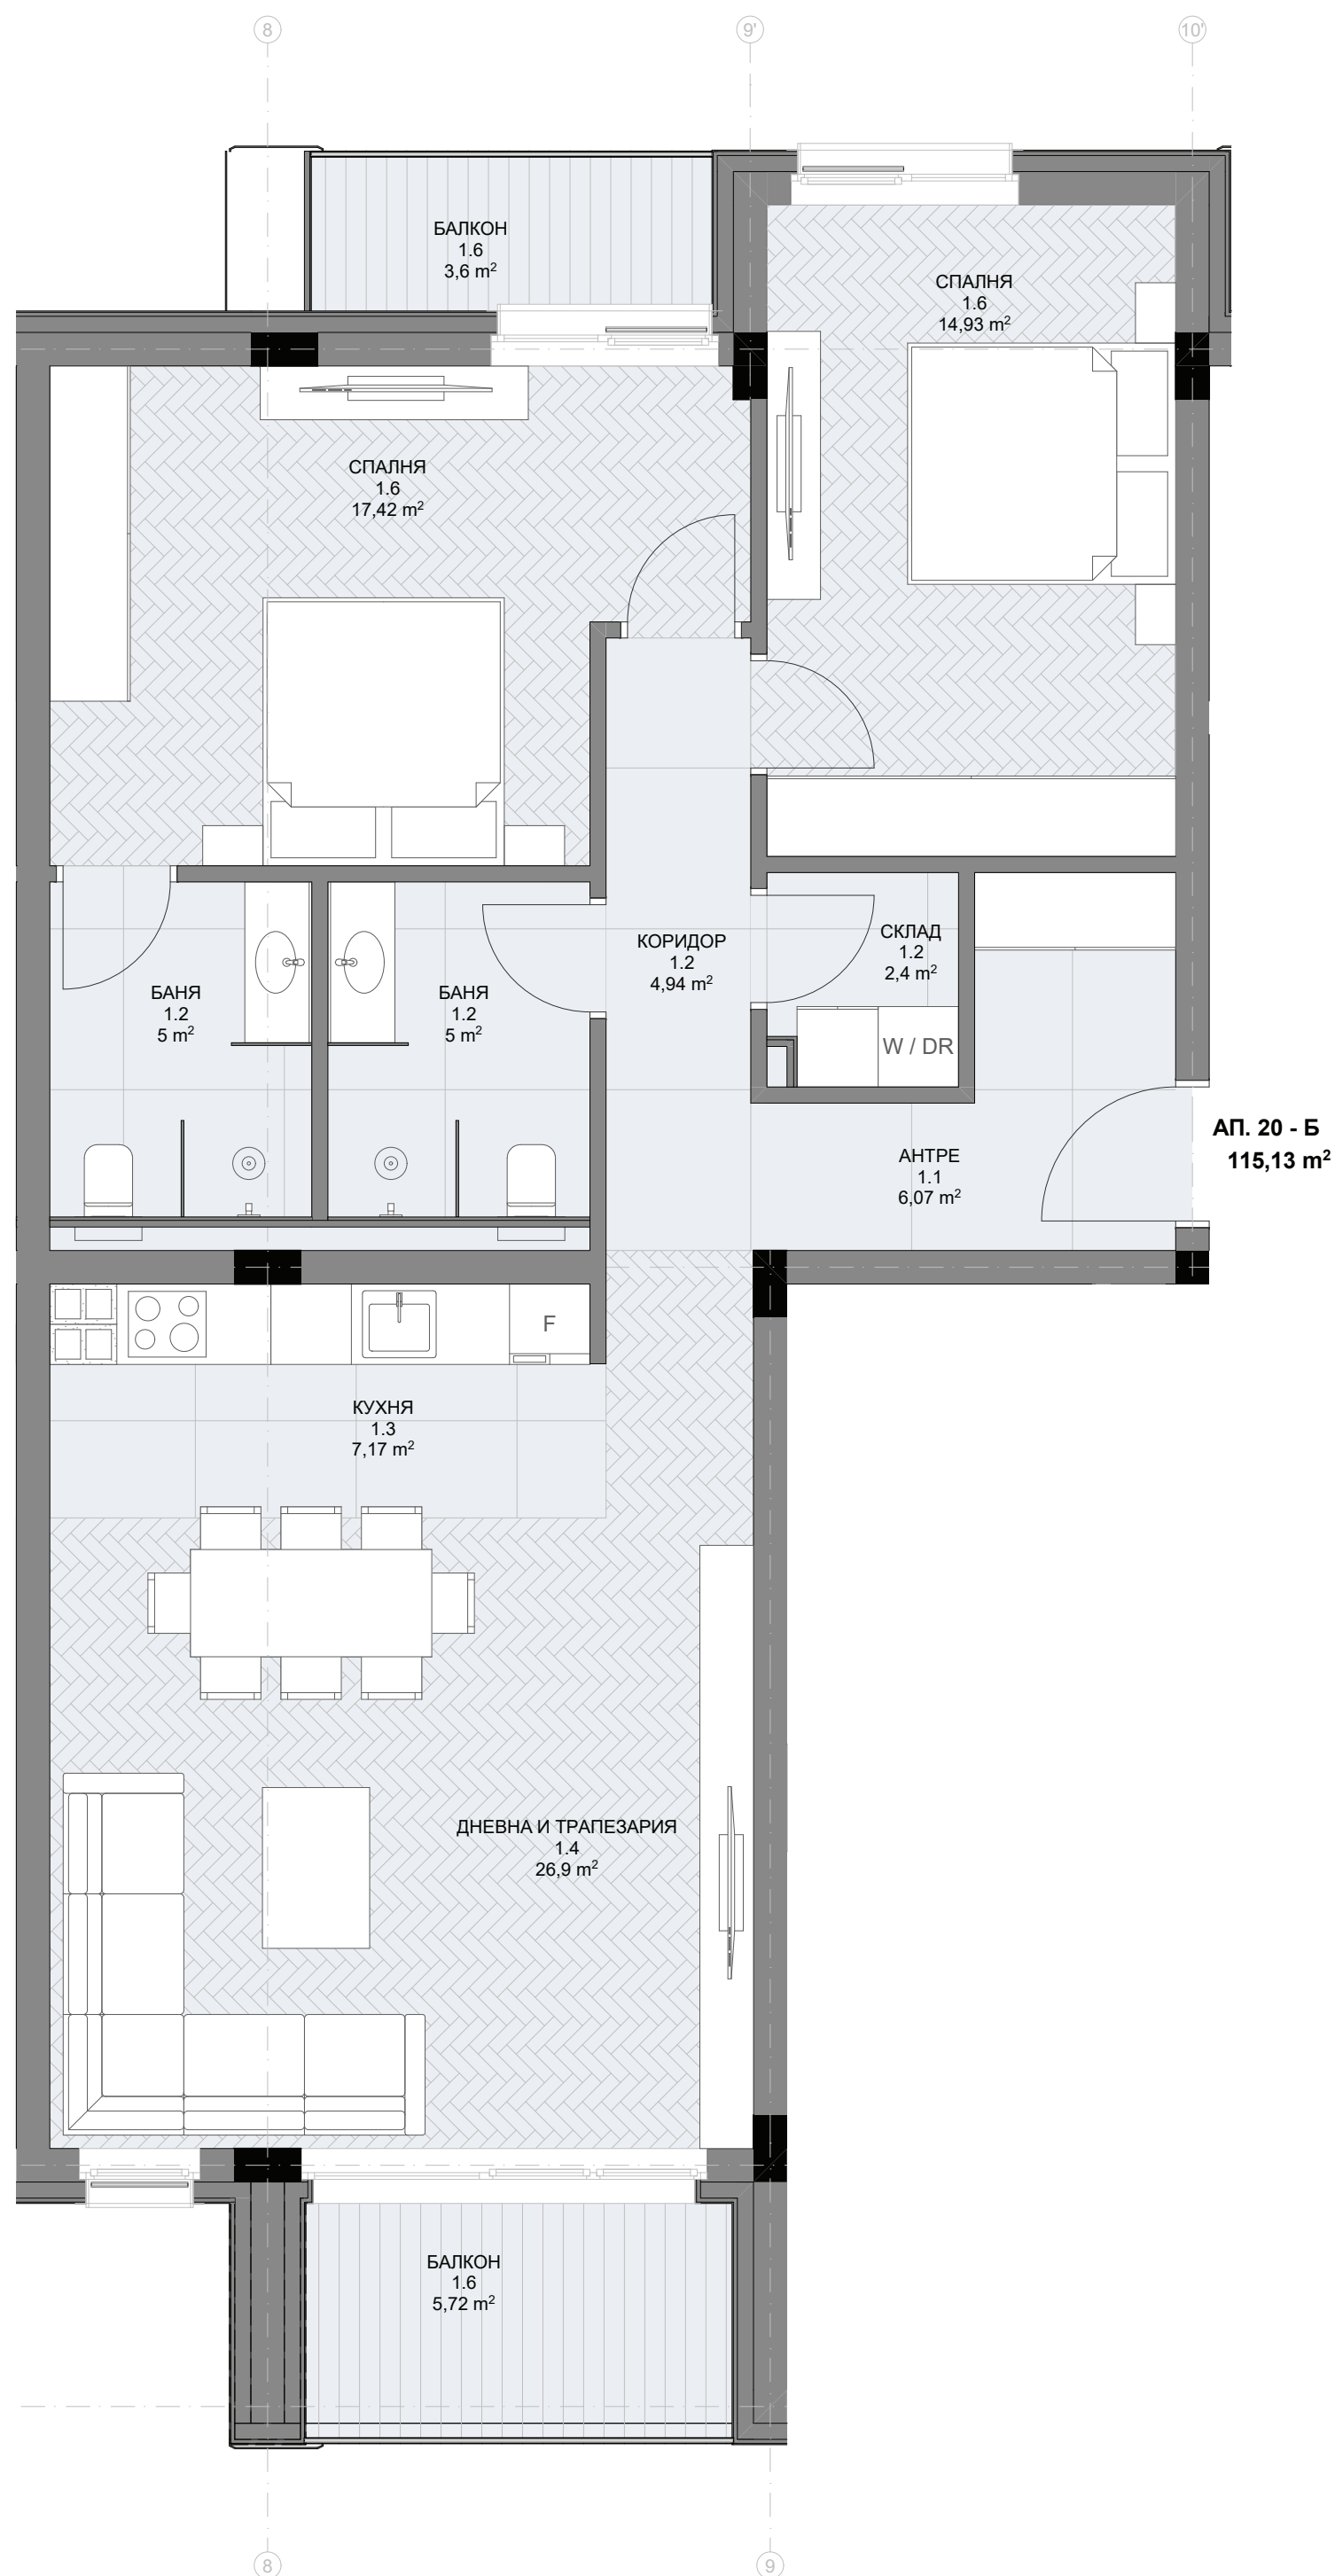 8
9'
10'
БАЛКОН
1.6
3,6 m²
СПАЛНЯ
1.6
14,93 m²
СПАЛНЯ
1.6
17,42 m²
КОРИДОР
1.2
4,94 m²
СКЛАД
1.2
2,4 m²
БАНЯ
1.2
5 m²
БАНЯ
1.2
5 m²
W / DR
АП. 20 - Б
115,13 m²
АНТРЕ
1.1
6,07 m²
F
КУХНЯ
1.3
7,17 m²
ДНЕВНА И ТРАПЕЗАРИЯ
1.4
26,9 m²
БАЛКОН
1.6
5,72 m²
8
9